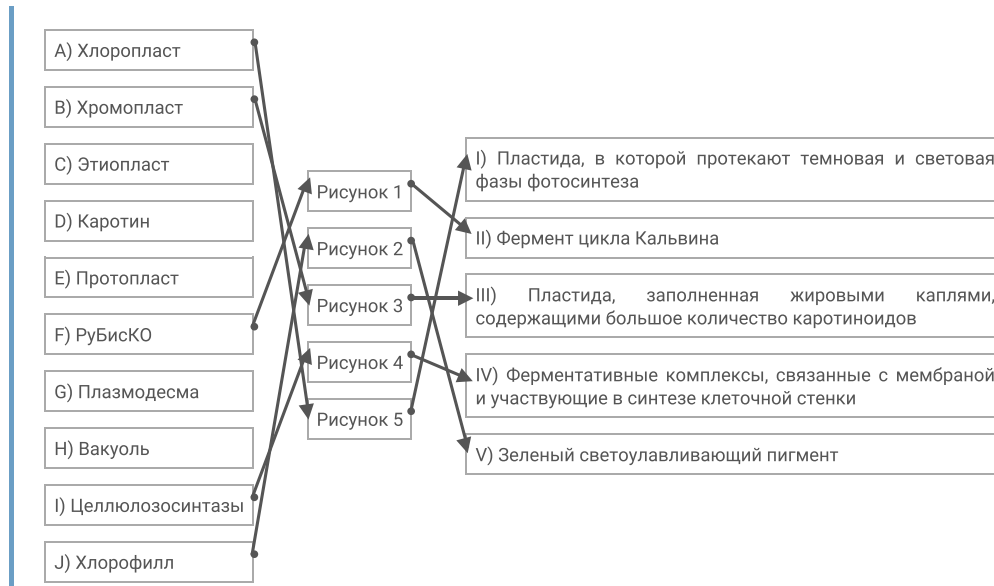 A) Хлоропласт
B) Хромопласт
C) Этиопласт
D) Каротин
E) Протопласт
F) РуБисКО
G) Плазмодесма
H) Вакуоль
I) Целлюлозосинтазы
J) Хлорофилл
Рисунок 1
Рисунок 2
Рисунок 3
Рисунок 4
Рисунок 5
I) Пластида, в которой протекают темновая и световая
фазы фотосинтеза
II) Фермент цикла Кальвина
III) Пластида, заполненная жировыми каплями,
содержащими большое количество каротиноидов
IV) Ферментативные комплексы, связанные с мембраной
и участвующие в синтезе клеточной стенки
V) Зеленый светоулавливающий пигмент